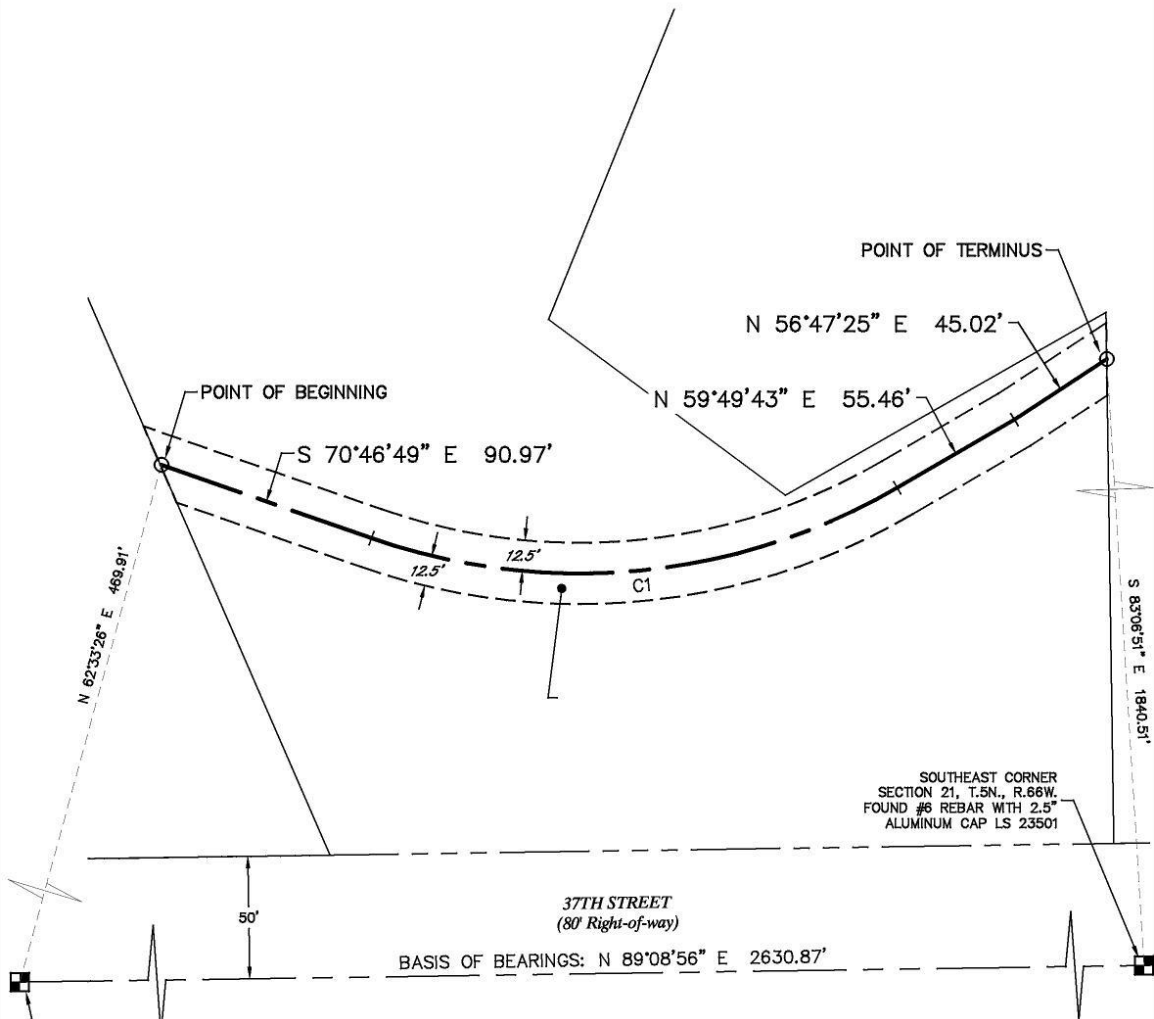 POINT OF TERMINUS
N 56°47'25" E 45.02'
POINT OF BEGINNING
N 59°49'43" E 55.46'
S 70°46'49" E 90.97'
12.5'
12.5'
C1
N 62°33'26" E 469.91'
S 83°06'51" E 1840.51'
SOUTHEAST CORNER
SECTION 21, T.5N., R.66W.
FOUND #6 REBAR WITH 2.5"
ALUMINUM CAP LS 23501
50'
37TH STREET
(80' Right-of-way)
BASIS OF BEARINGS: N 89°08'56" E 2630.87'